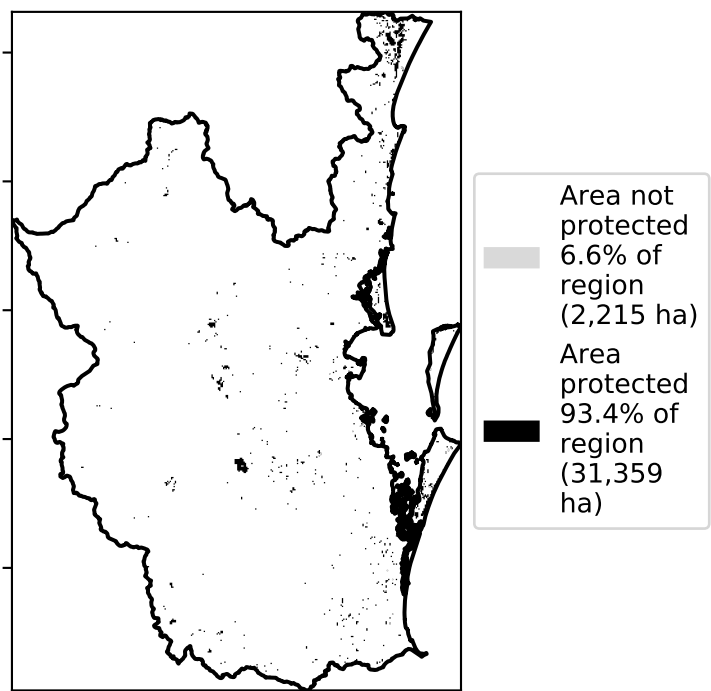 Area not
protected
6.6% of
region
(2,215 ha)
Area
protected
93.4% of
region
(31,359
ha)